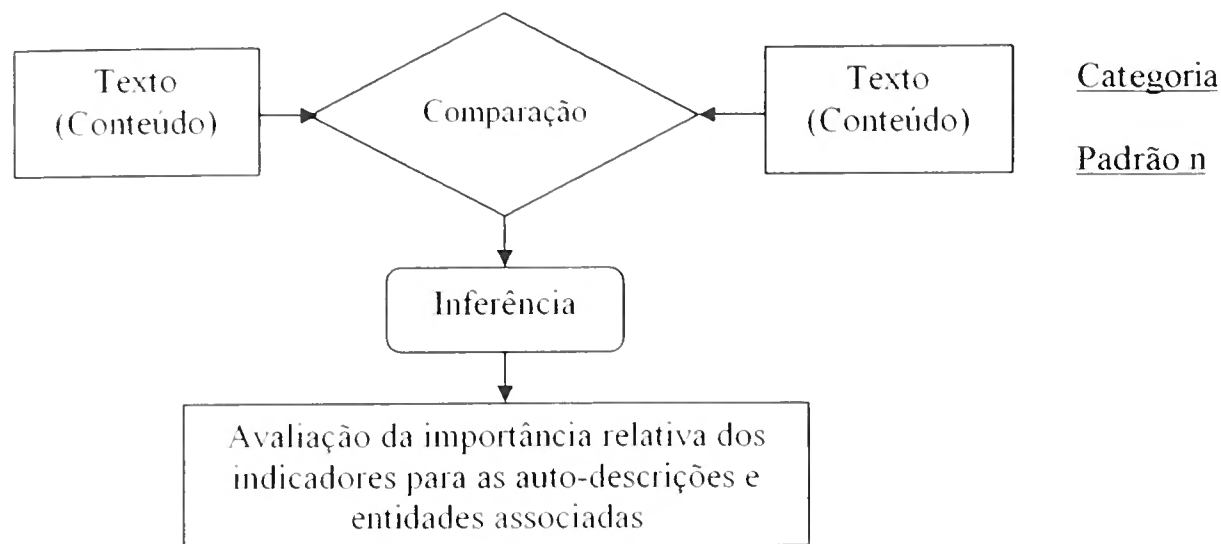 Texto
(Conteúdo)
Comparação
Texto
(Conteúdo)
Categoria
Padrão n
Inferência
Avaliação da importância relativa dos
indicadores para as auto-descrições e
entidades associadas